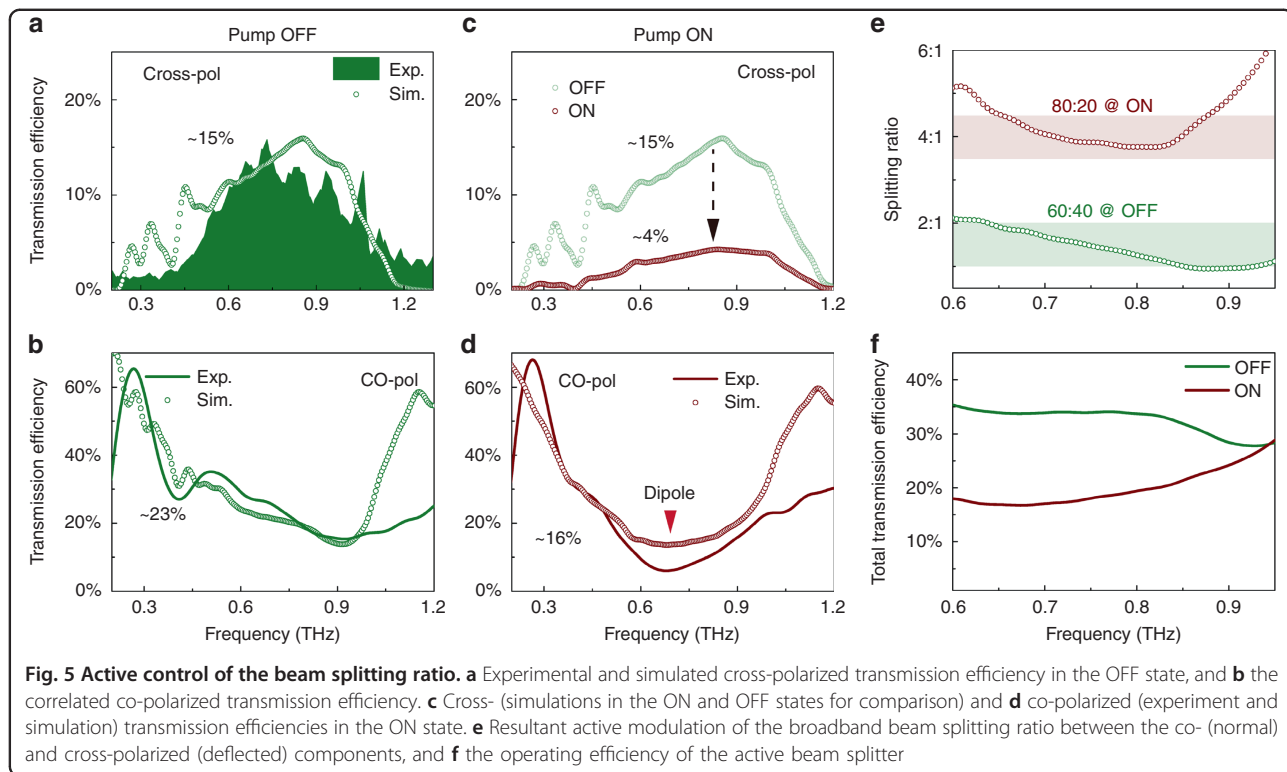 a
Pump OFF
Cross-pol
Exp.
Sim.
~15%
20%
10%
0%
Transmission efficiency
0.3 0.6 0.9 1.2
c
Pump ON
Cross-pol
OFF
ON
~15%
~4%
20%
10%
0%
0.3 0.6 0.9 1.2
e
6:1
4:1
2:1
Splitting ratio
80:20 @ ON
60:40 @ OFF
0.6 0.7 0.8 0.9
b
Exp.
Sim.
CO-pol
~23%
60%
40%
20%
0%
Transmission efficiency
0.3 0.6 0.9 1.2
Frequency (THz)
d
CO-pol
Exp.
Sim.
Dipole
~16%
60%
40%
20%
0%
0.3 0.6 0.9 1.2
Frequency (THz)
f
OFF
ON
40%
30%
20%
10%
Total transmission efficiency
0.6 0.7 0.8 0.9
Frequency (THz)
Fig. 5 Active control of the beam splitting ratio. a Experimental and simulated cross-polarized transmission efficiency in the OFF state, and b the
correlated co-polarized transmission efficiency. c Cross- (simulations in the ON and OFF states for comparison) and d co-polarized (experiment and
simulation) transmission efficiencies in the ON state. e Resultant active modulation of the broadband beam splitting ratio between the co- (normal)
and cross-polarized (deflected) components, and f the operating efficiency of the active beam splitter